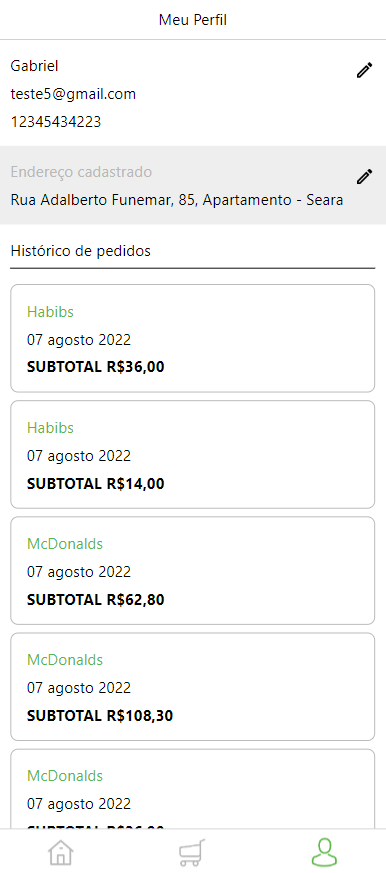 Meu Perfil
Gabriel
teste5@gmail.com
12345434223
Endereço cadastrado
Rua Adalberto Funemar, 85, Apartamento - Seara
Histórico de pedidos
Habibs
07 agosto 2022
SUBTOTAL R$36,00
Habibs
07 agosto 2022
SUBTOTAL R$14,00
McDonalds
07 agosto 2022
SUBTOTAL R$62,80
McDonalds
07 agosto 2022
SUBTOTAL R$108,30
McDonalds
07 agosto 2022
SUBTOTAL